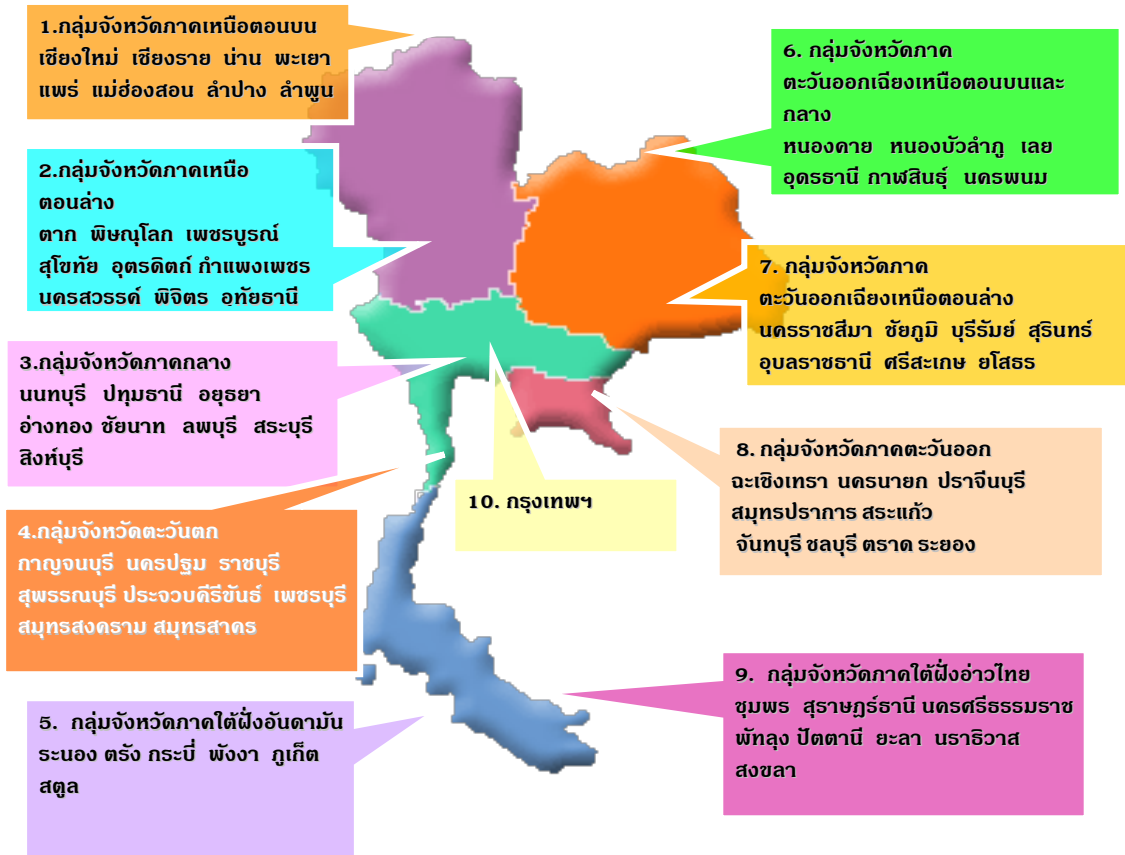 1.กลุ่มจังหวัดภาคเหนือตอนบน
เชียงใหม่ เชียงราย น่าน พะเยา
แพร่ แม่ฮ่องสอน ลำปาง ลำพูน
2.กลุ่มจังหวัดภาคเหนือ
ตอนล่าง
ตาก พิษณุโลก เพชรบูรณ์
สุโขทัย อุตรดิตถ์ กำแพงเพชร
นครสวรรค์ พิจิตร อุทัยธานี
3.กลุ่มจังหวัดภาคกลาง
นนทบุรี ปทุมธานี อยุธยา
อ่างทอง ชัยนาท ลพบุรี สระบุรี
สิงห์บุรี
4.กลุ่มจังหวัดตะวันตก
กาญจนบุรี นครปฐม ราชบุรี
สุพรรณบุรี ประจวบคีรีขันธ์ เพชรบุรี
สมุทรสงคราม สมุทรสาคร
5. กลุ่มจังหวัดภาคใต้ฝั่งอันดามัน
ระนอง ตรัง กระบี่ พังงา ภูเก็ต
สตูล
6. กลุ่มจังหวัดภาค
ตะวันออกเฉียงเหนือตอนบนและ
กลาง
หนองคาย หนองบัวลำภู เลย
อุดรธานี กาฬสินธุ์ นครพนม
7. กลุ่มจังหวัดภาค
ตะวันออกเฉียงเหนือตอนล่าง
นครราชสีมา ชัยภูมิ บุรีรัมย์ สุรินทร์
อุบลราชธานี ศรีสะเกษ ยโสธร
8. กลุ่มจังหวัดภาคตะวันออก
ฉะเชิงเทรา นครนายก ปราจีนบุรี
สมุทรปราการ สระแก้ว
จันทบุรี ชลบุรี ตราด ระยอง
9. กลุ่มจังหวัดภาคใต้ฝั่งอ่าวไทย
ชุมพร สุราษฎร์ธานี นครศรีธรรมราช
พัทลุง ปัตตานี ยะลา นราธิวาส
สงขลา
10. กรุงเทพฯ